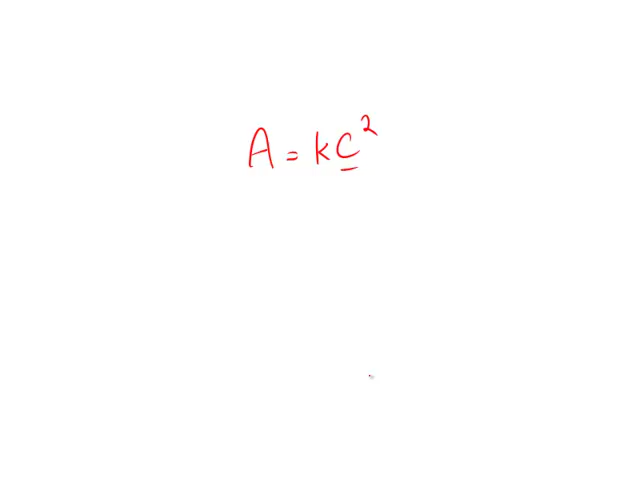 A = kC²